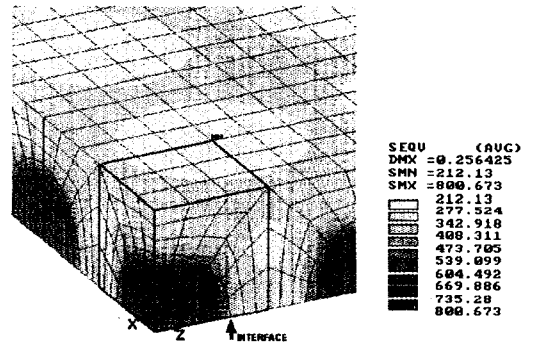 SEQV (AVG)
DMX =0.256425
SMN =212.13
SMX =800.673
212.13
277.524
342.918
408.311
473.705
539.099
604.492
669.886
735.28
800.673
X
Z
INTERFACE